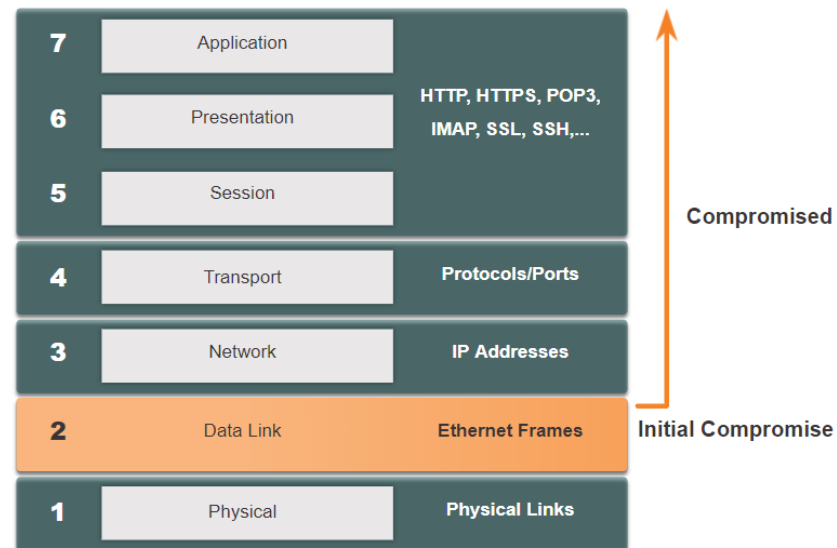 7 Application
HTTP, HTTPS, POP3,
6 Presentation
IMAP, SSL, SSH,...
5 Session
Compromised
4 Transport Protocols/Ports
3 Network IP Addresses
2 Data Link Ethernet Frames Initial Compromise
1 Physical Physical Links